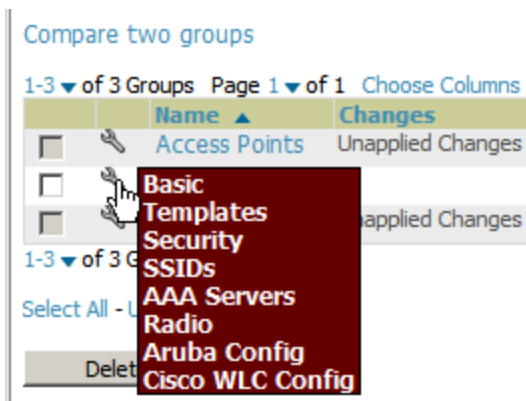 Compare two groups
1-3 of 3 Groups Page 1 of 1 Choose Columns
Name Changes
Access Points Unapplied Changes
Basic
Templates
Security
SSIDs
AAA Servers
Radio
Aruba Config
Cisco WLC Config
Changes
1-3 of 3
Select All -